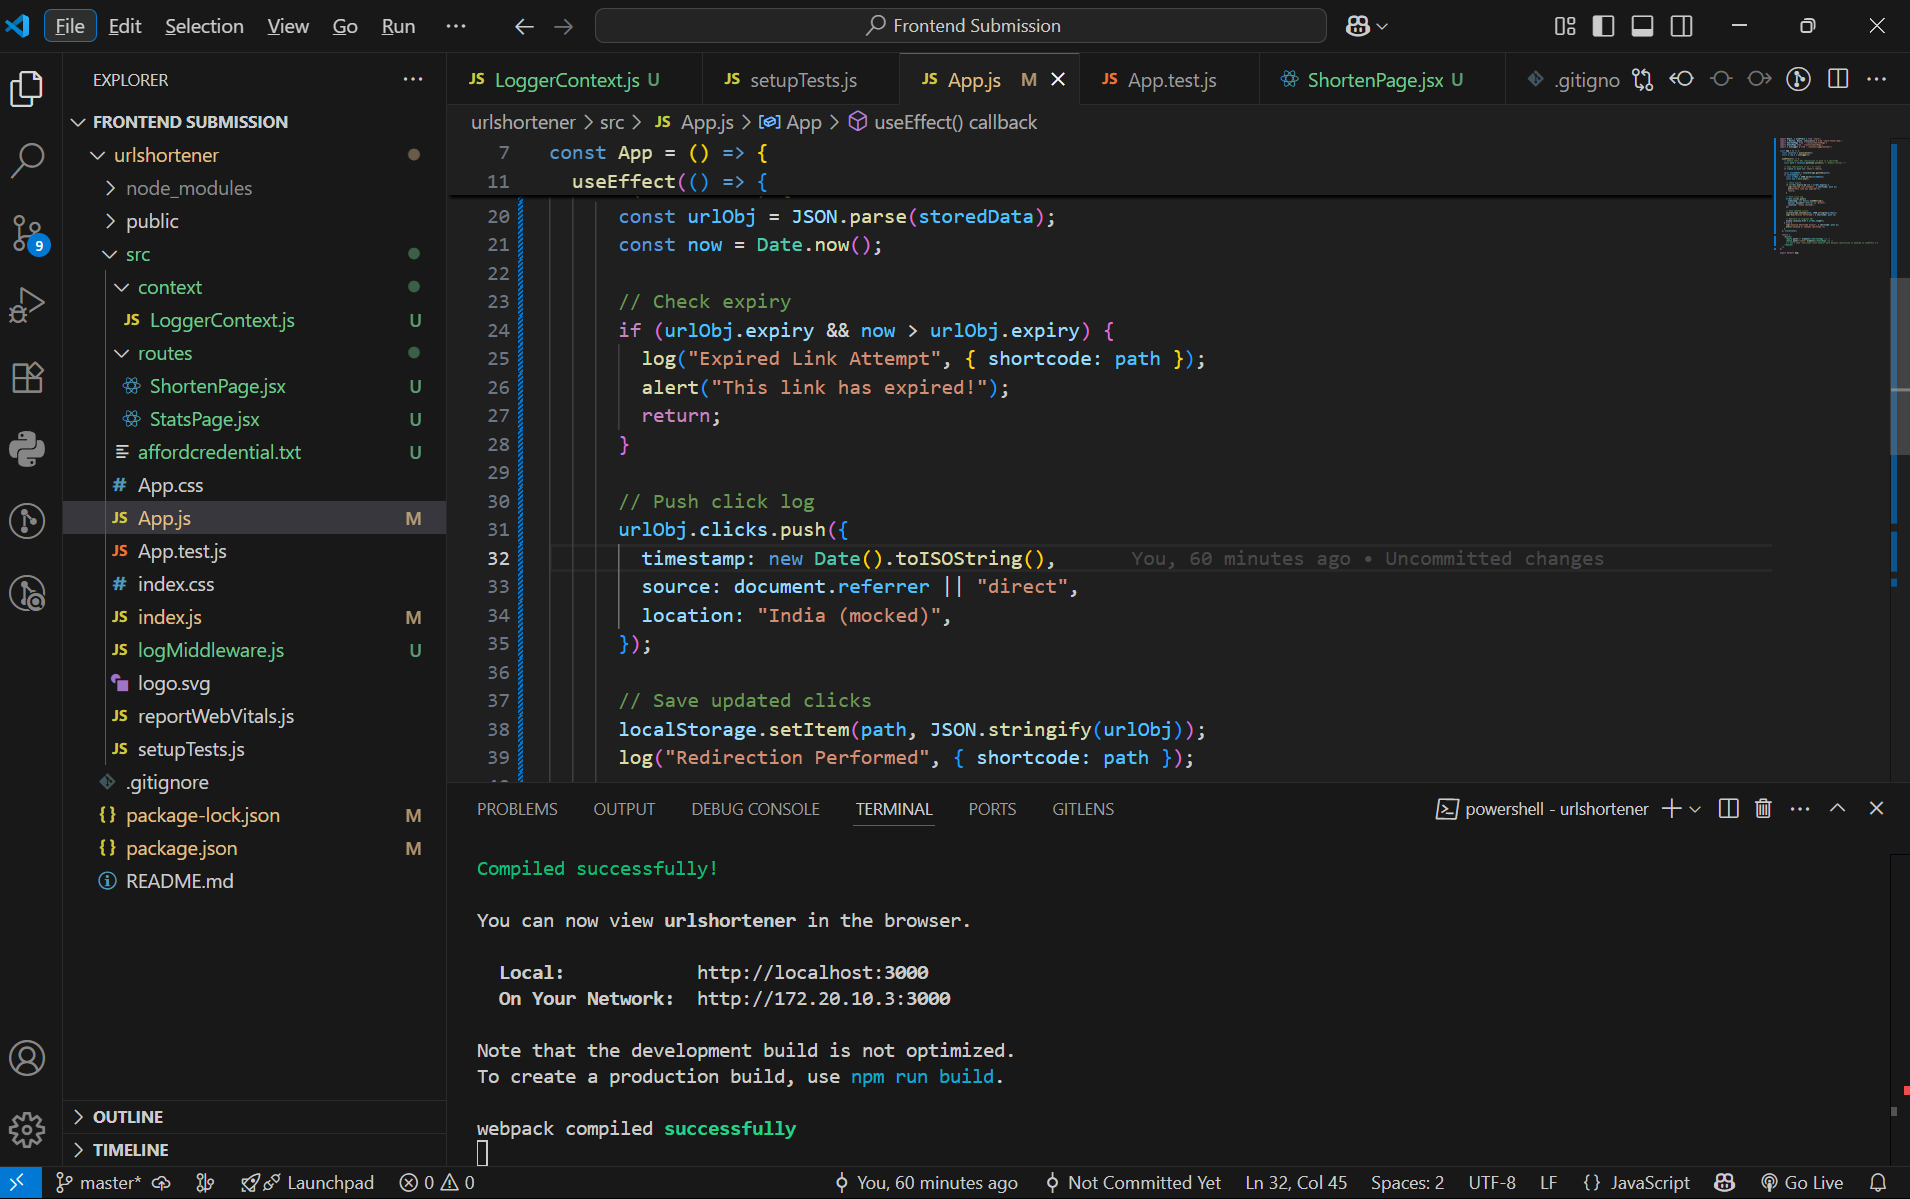 File Edit Selection View Go Run ··· Frontend Submission
EXPLORER ···
FRONTEND SUBMISSION
urlshortener
node_modules
public
src
context
JS LoggerContext.js U
routes
ShortenPage.jsx U
StatsPage.jsx U
affordcredential.txt U
# App.css
JS App.js M
JS App.test.js
# index.css
JS index.js M
JS logMiddleware.js U
logo.svg
JS reportWebVitals.js
JS setupTests.js
.gitignore
{} package-lock.json M
{} package.json M
README.md
OUTLINE
TIMELINE
9
JS LoggerContext.js U JS setupTests.js JS App.js M JS App.test.js ShortenPage.jsx U .gitigno ···
urlshortener > src > JS App.js > App > useEffect() callback
7 const App = () => {
11 useEffect(() => {
20 const urlObj = JSON.parse(storedData);
21 const now = Date.now();
22
23 // Check expiry
24 if (urlObj.expiry && now > urlObj.expiry) {
25 log("Expired Link Attempt", { shortcode: path });
26 alert("This link has expired!");
27 return;
28 }
29
30 // Push click log
31 urlObj.clicks.push({
32 timestamp: new Date().toISOString(), You, 60 minutes ago • Uncommitted changes
33 source: document.referrer || "direct",
34 location: "India (mocked)",
35 });
36
37 // Save updated clicks
38 localStorage.setItem(path, JSON.stringify(urlObj));
39 log("Redirection Performed", { shortcode: path });
PROBLEMS OUTPUT DEBUG CONSOLE TERMINAL PORTS GITLENS powershell - urlshortener ···
Compiled successfully!
You can now view urlshortener in the browser.
Local: http://localhost:3000
On Your Network: http://172.20.10.3:3000
Note that the development build is not optimized.
To create a production build, use npm run build.
webpack compiled successfully
master* Launchpad 0 0 You, 60 minutes ago Not Committed Yet Ln 32, Col 45 Spaces: 2 UTF-8 LF {} JavaScript Go Live